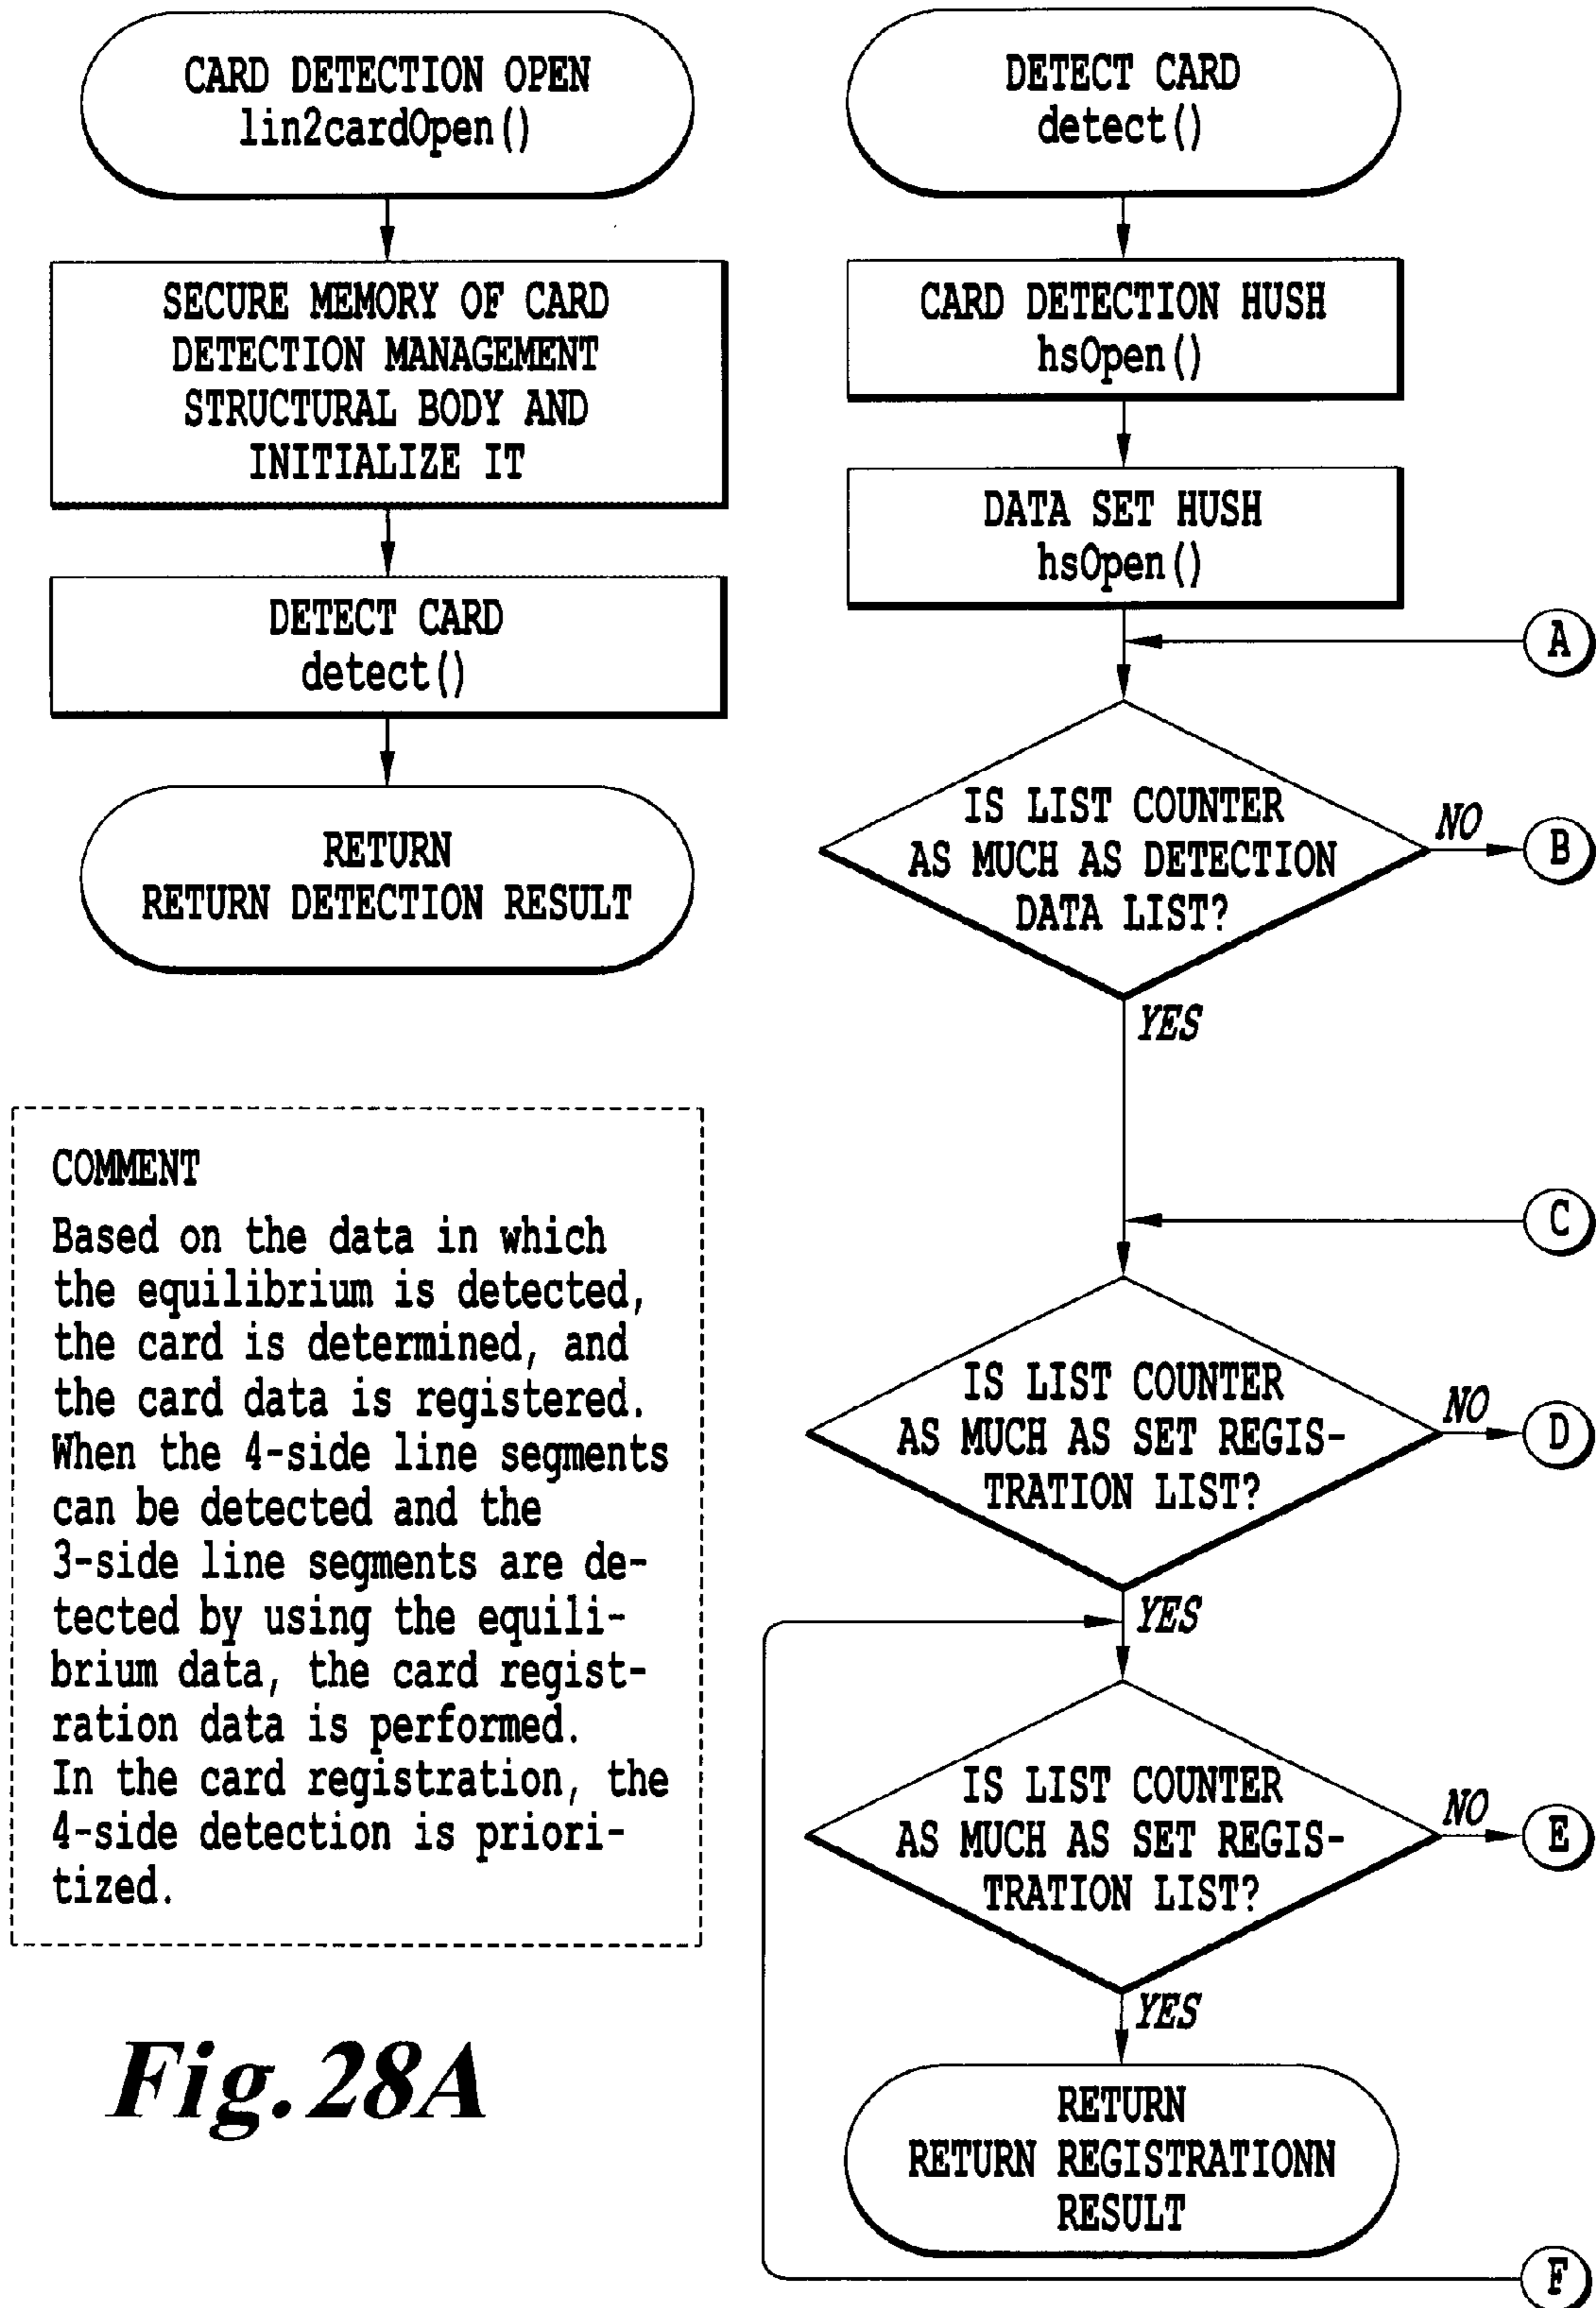 CARD DETECTION OPEN
lin2cardOpen()
SECURE MEMORY OF CARD
DETECTION MANAGEMENT
STRUCTURAL BODY AND
INITIALIZE IT
DETECT CARD
detect()
RETURN
RETURN DETECTION RESULT
COMMENT
Based on the data in which
the equilibrium is detected,
the card is determined, and
the card data is registered.
When the 4-side line segments
can be detected and the
3-side line segments are de-
tected by using the equili-
brium data, the card regist-
ration data is performed.
In the card registration, the
4-side detection is priori-
tized.
Fig. 28A
DETECT CARD
detect()
CARD DETECTION HUSH
hsOpen()
DATA SET HUSH
hsOpen()
A
IS LIST COUNTER
AS MUCH AS DETECTION
DATA LIST?
NO
B
YES
C
IS LIST COUNTER
AS MUCH AS SET REGIS-
TRATION LIST?
NO
D
YES
IS LIST COUNTER
AS MUCH AS SET REGIS-
TRATION LIST?
NO
E
YES
RETURN
RETURN REGISTRATIONN
RESULT
F